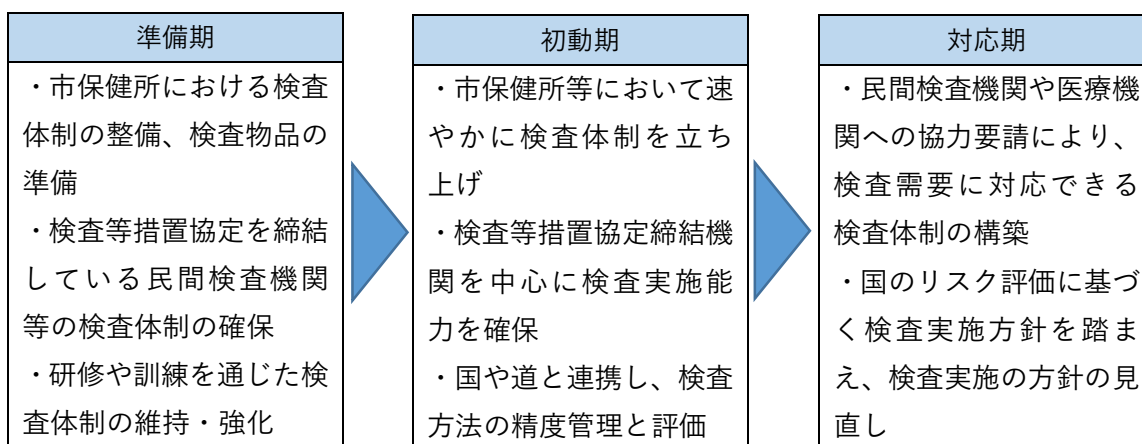 準備期
・市保健所における検査
体制の整備、検査物品の
準備
・検査等措置協定を締結
している民間検査機関
等の検査体制の確保
・研修や訓練を通じた検
査体制の維持・強化
初動期
・市保健所等において速
やかに検査体制を立ち
上げ
・検査等措置協定締結機
関を中心に検査実施能
力を確保
・国や道と連携し、検査
方法の精度管理と評価
対応期
・民間検査機関や医療機
関への協力要請により、
検査需要に対応できる
検査体制の構築
・国のリスク評価に基づ
く検査実施方針を踏ま
え、検査実施の方針の見
直し